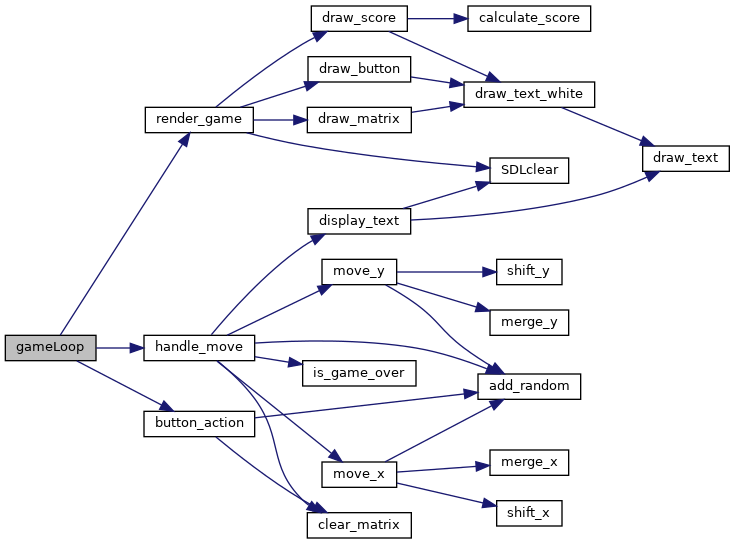 draw_score
calculate_score
draw_button
draw_text_white
render_game
draw_matrix
draw_text
SDLclear
display_text
move_y
shift_y
merge_y
gameLoop
handle_move
is_game_over
add_random
button_action
move_x
merge_x
shift_x
clear_matrix